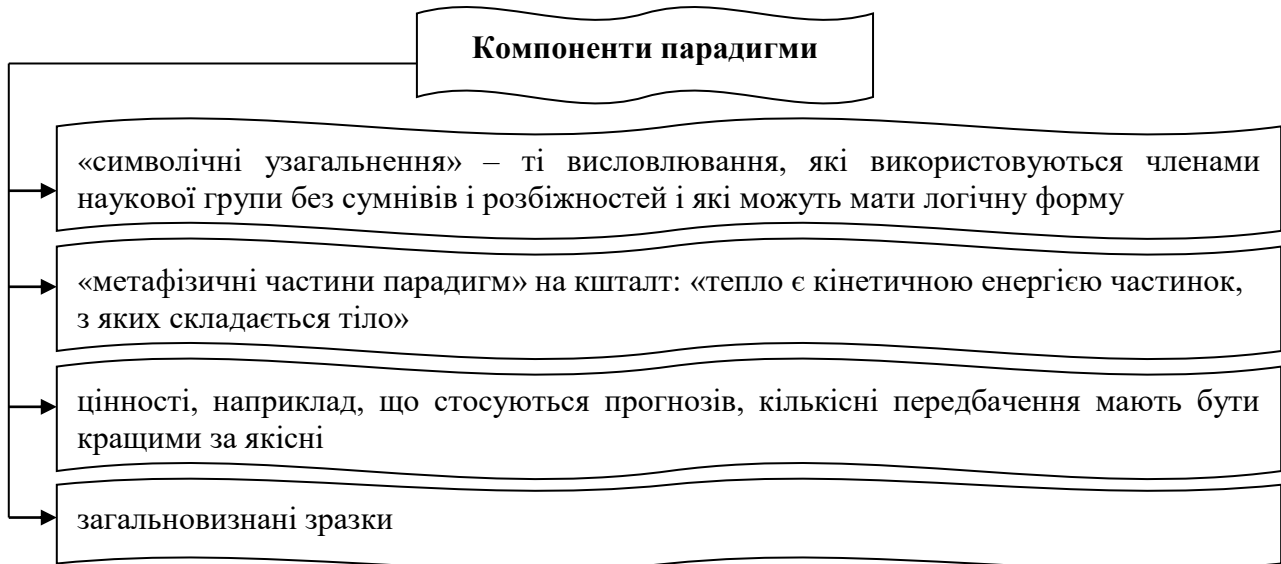 Компоненти парадигми
«символічні узагальнення» – ті висловлювання, які використовуються членами
наукової групи без сумнівів і розбіжностей і які можуть мати логічну форму
«метафізичні частини парадигм» на кшталт: «тепло є кінетичною енергією частинок,
з яких складається тіло»
цінності, наприклад, що стосуються прогнозів, кількісні передбачення мають бути
кращими за якісні
загальновизнані зразки